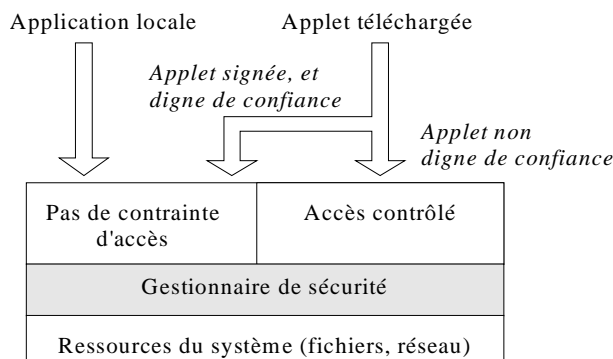 Application locale
Applet téléchargée
Applet signée, et
digne de confiance
Applet non
digne de confiance
Pas de contrainte
d'accès
Accès contrôlé
Gestionnaire de sécurité
Ressources du système (fichiers, réseau)